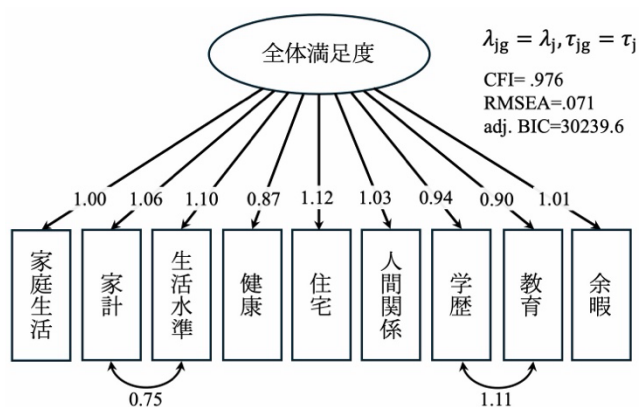 全体満足度
λjg = λj, τjg = τj
CFI= .976
RMSEA=.071
adj. BIC=30239.6
1.00 1.06 1.10 0.87 1.12 1.03 0.94 0.90 1.01
家庭生活
家計
生活水準
健康
住宅
人間関係
学歴
教育
余暇
0.75
1.11